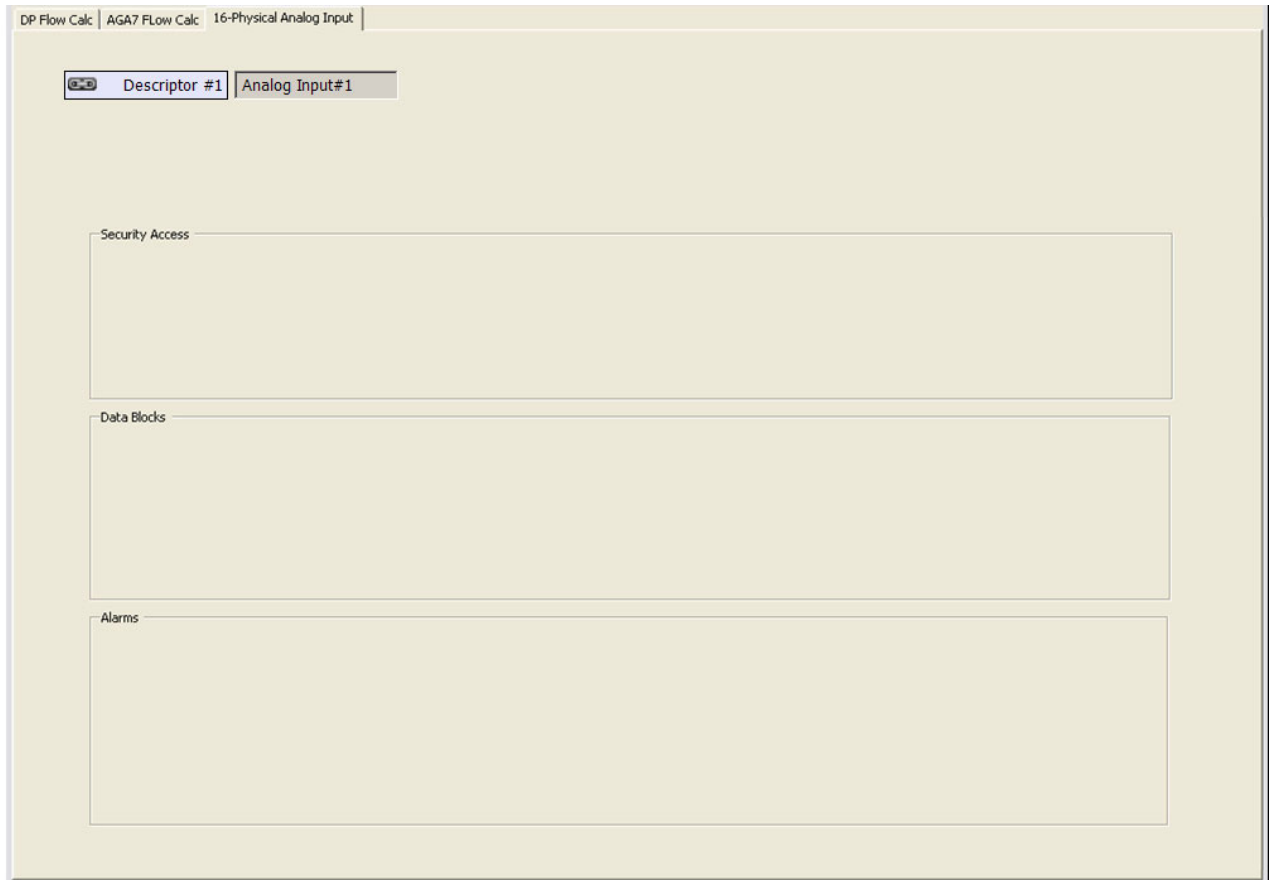 DP Flow Calc AGA7 FLow Calc 16-Physical Analog Input
Descriptor #1 Analog Input#1
Security Access
Data Blocks
Alarms